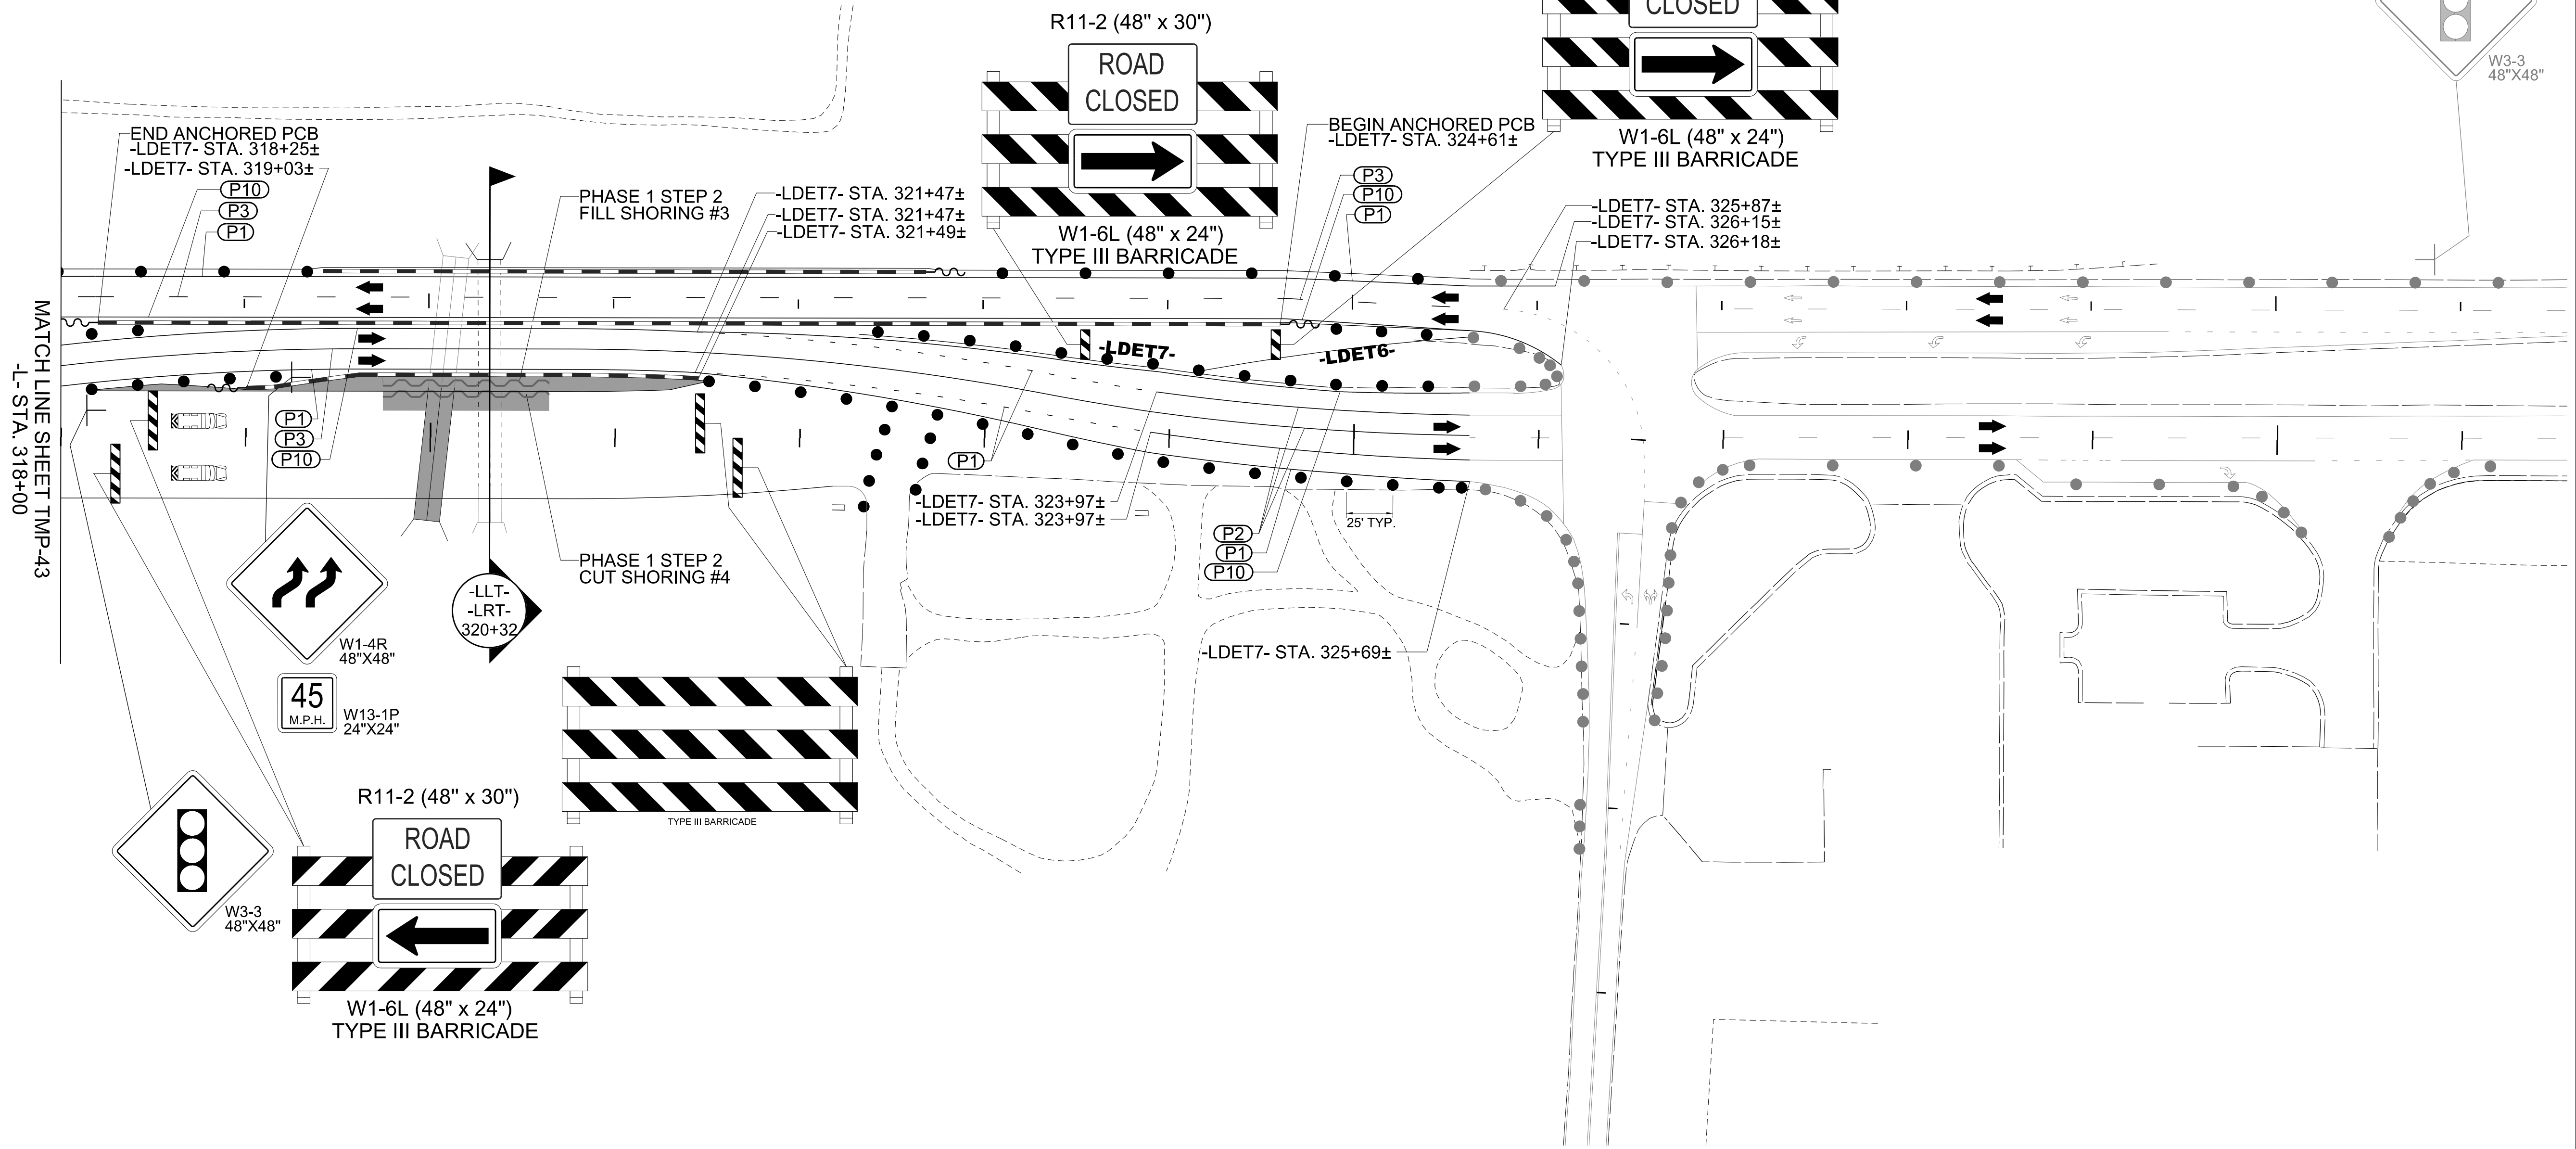 R11-2 (48" x 30")
ROAD
CLOSED
W1-6L (48" x 24")
TYPE III BARRICADE
CLOSED
W1-6L (48" x 24")
TYPE III BARRICADE
W3-3
48"X48"
END ANCHORED PCB
-LDET7- STA. 318+25±
-LDET7- STA. 319+03±
P10
P3
P1
PHASE 1 STEP 2
FILL SHORING #3
-LDET7- STA. 321+47±
-LDET7- STA. 321+47±
-LDET7- STA. 321+49±
BEGIN ANCHORED PCB
-LDET7- STA. 324+61±
P3
P10
P1
-LDET7- STA. 325+87±
-LDET7- STA. 326+15±
-LDET7- STA. 326+18±
MATCH LINE SHEET TMP-43
-L- STA. 318+00
-LDET7-
-LDET6-
P1
P3
P10
P1
-LDET7- STA. 323+97±
-LDET7- STA. 323+97±
P2
P1
P10
25' TYP.
PHASE 1 STEP 2
CUT SHORING #4
-LLT-
-LRT-
320+32
W1-4R
48"X48"
45
M.P.H.
W13-1P
24"X24"
-LDET7- STA. 325+69±
TYPE III BARRICADE
W3-3
48"X48"
R11-2 (48" x 30")
ROAD
CLOSED
W1-6L (48" x 24")
TYPE III BARRICADE